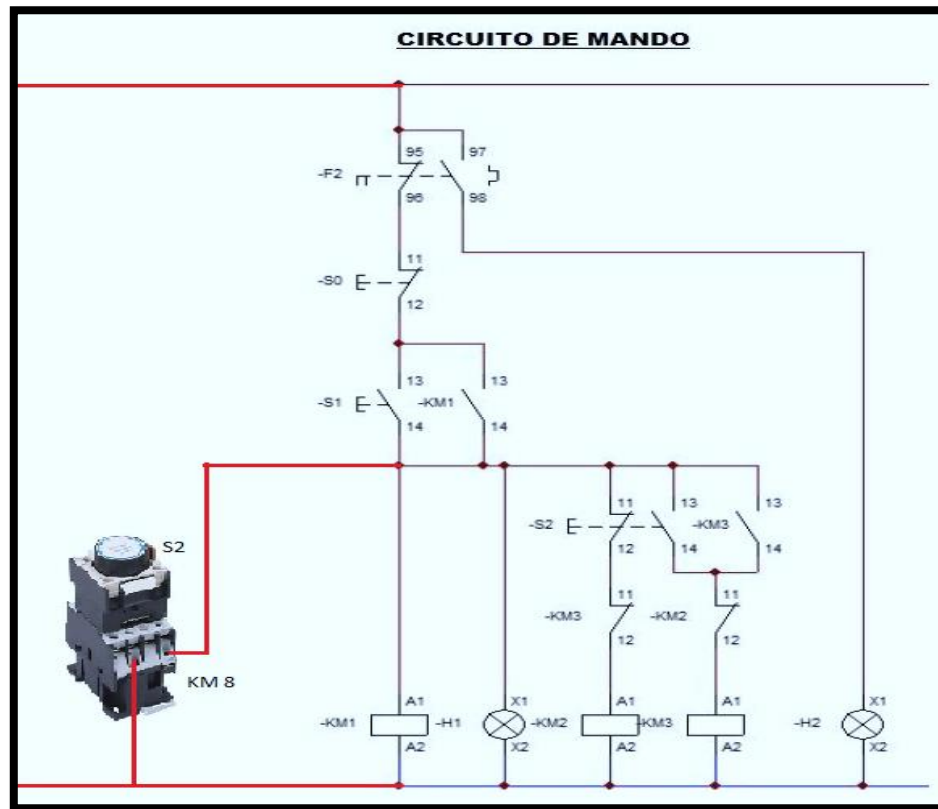 CIRCUITO DE MANDO
95 97
-F2
96 98
11
-S0
12
13 13
-S1 -KM1
14 14
11 13 13
-S2 -KM3
12 14 14
S2
11 11
-KM3 -KM2
12 12
KM 8
A1 X1 A1 A1 X1
-KM1 -H1 -KM2 -KM3 -H2
A2 X2 A2 A2 X2